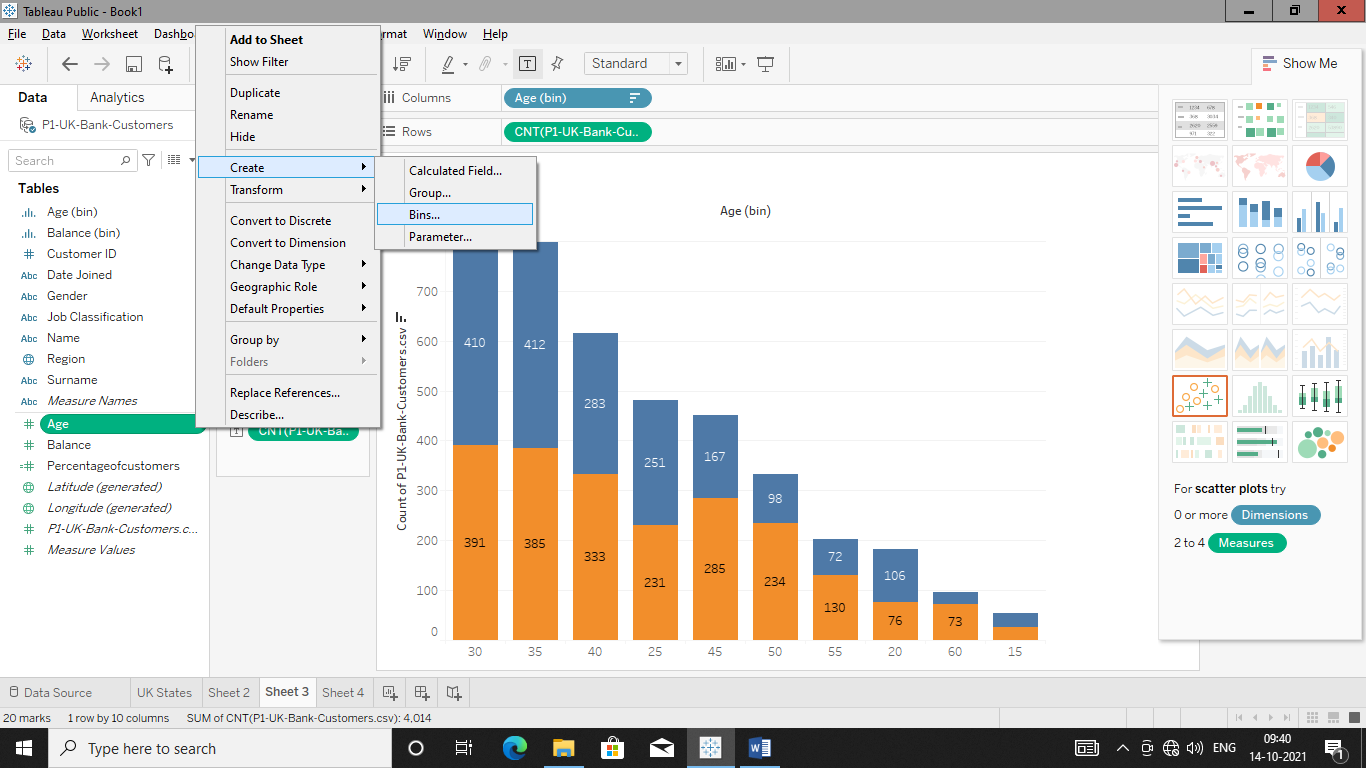 Tableau Public - Book1
File Data Worksheet Dashbo rmat Window Help
Standard
Show Me
Data Analytics
P1-UK-Bank-Customers
Search
Tables
Age (bin)
Balance (bin)
Customer ID
Date Joined
Gender
Job Classification
Name
Region
Surname
Measure Names
Age
Balance
Percentageofcustomers
Latitude (generated)
Longitude (generated)
P1-UK-Bank-Customers.c...
Measure Values
Abc
Abc
Abc
Abc
Abc
Abc
Add to Sheet
Show Filter
Duplicate
Rename
Hide
Create
Transform
Convert to Discrete
Convert to Dimension
Change Data Type
Geographic Role
Default Properties
Group by
Folders
Replace References...
Describe...
Calculated Field...
Group...
Bins...
Parameter...
CNT(P1-UK-Ba..
Columns Age (bin)
Rows CNT(P1-UK-Bank-Cu..
Age (bin)
Count of P1-UK-Bank-Customers.csv
700
600
500
400
300
200
100
0
410 412 283 251 167 98 72 106
391 385 333 231 285 234 130 76 73
30 35 40 25 45 50 55 20 60 15
For scatter plots try
0 or more Dimensions
2 to 4 Measures
Data Source UK States Sheet 2 Sheet 3 Sheet 4
20 marks 1 row by 10 columns SUM of CNT(P1-UK-Bank-Customers.csv): 4,014
Type here to search
ENG
09:40
14-10-2021
1